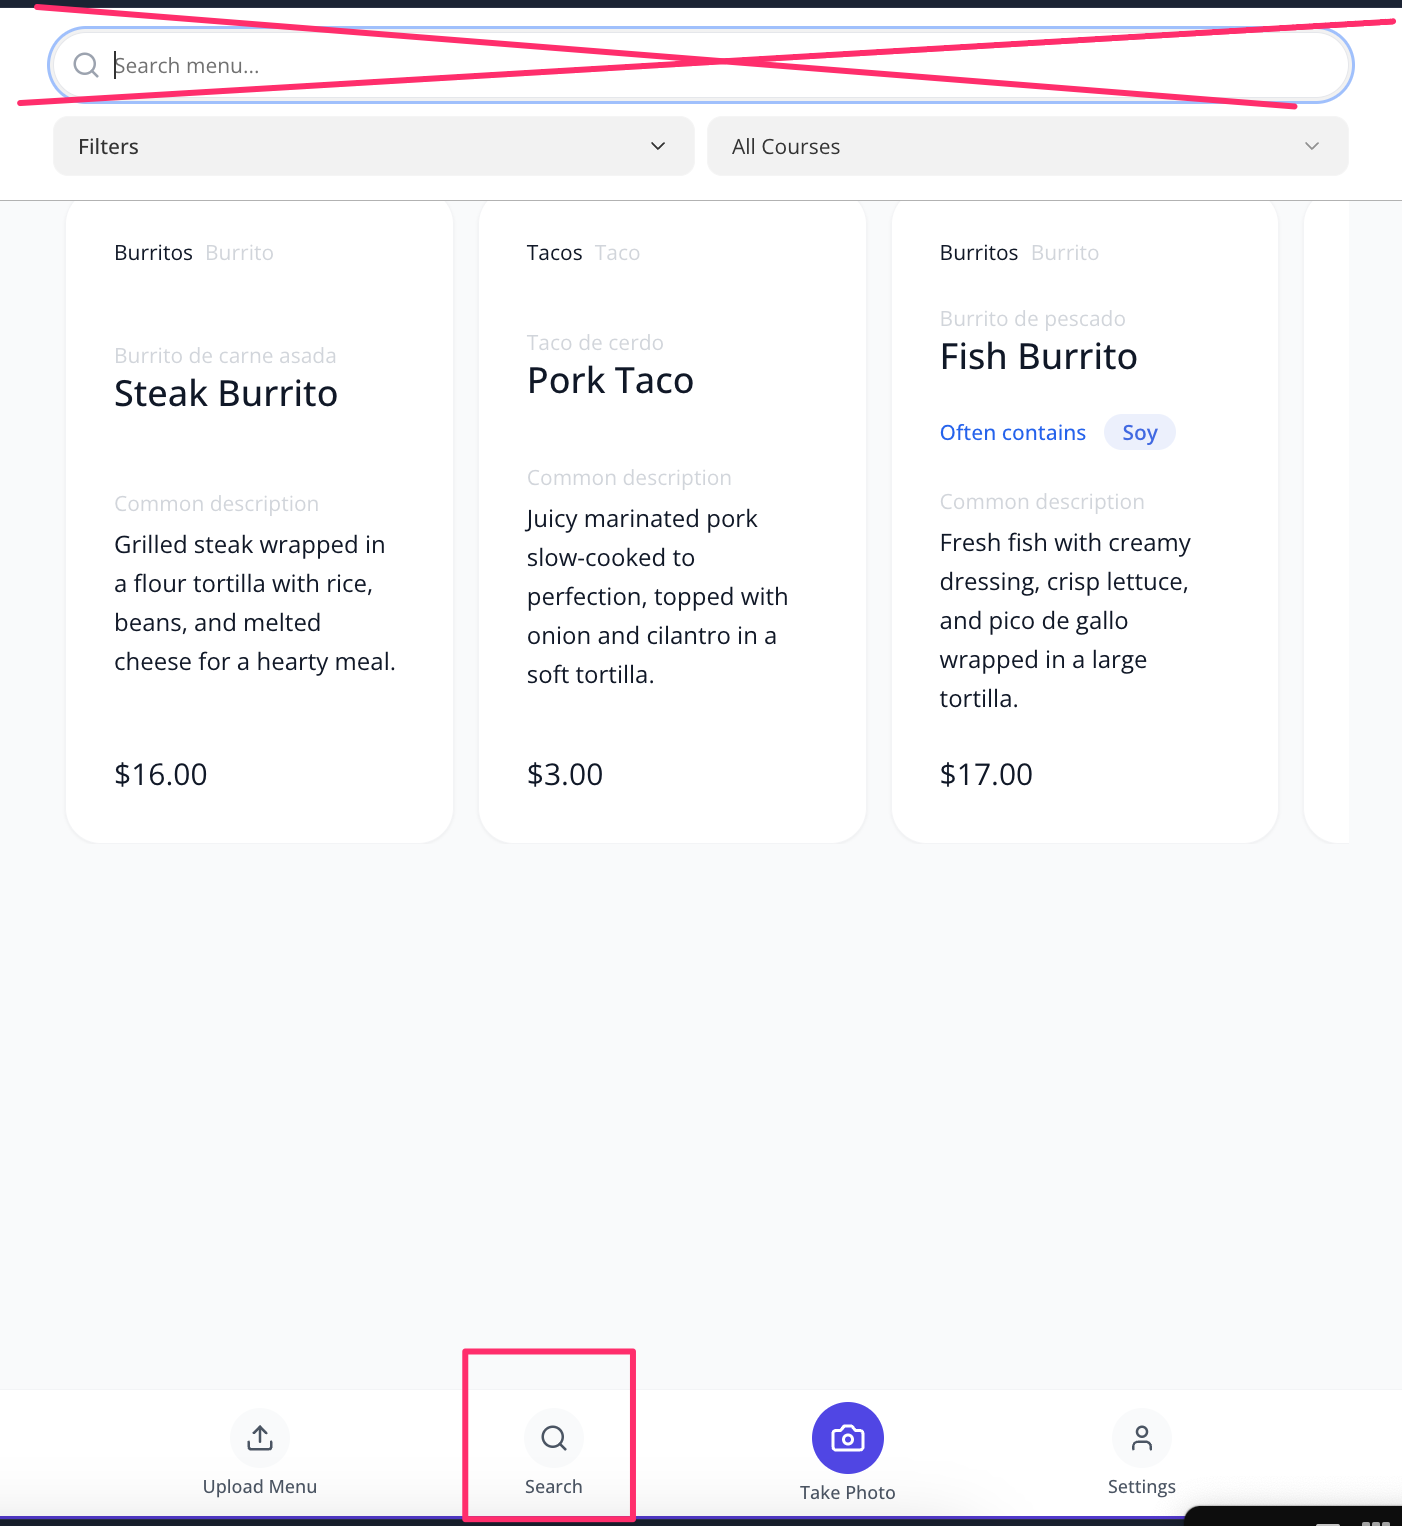 Search menu...
Filters
All Courses
Burritos Burrito
Burrito de carne asada
Steak Burrito
Common description
Grilled steak wrapped in
a flour tortilla with rice,
beans, and melted
cheese for a hearty meal.
$16.00
Tacos Taco
Taco de cerdo
Pork Taco
Common description
Juicy marinated pork
slow-cooked to
perfection, topped with
onion and cilantro in a
soft tortilla.
$3.00
Burritos Burrito
Burrito de pescado
Fish Burrito
Often contains Soy
Common description
Fresh fish with creamy
dressing, crisp lettuce,
and pico de gallo
wrapped in a large
tortilla.
$17.00
Upload Menu
Search
Take Photo
Settings